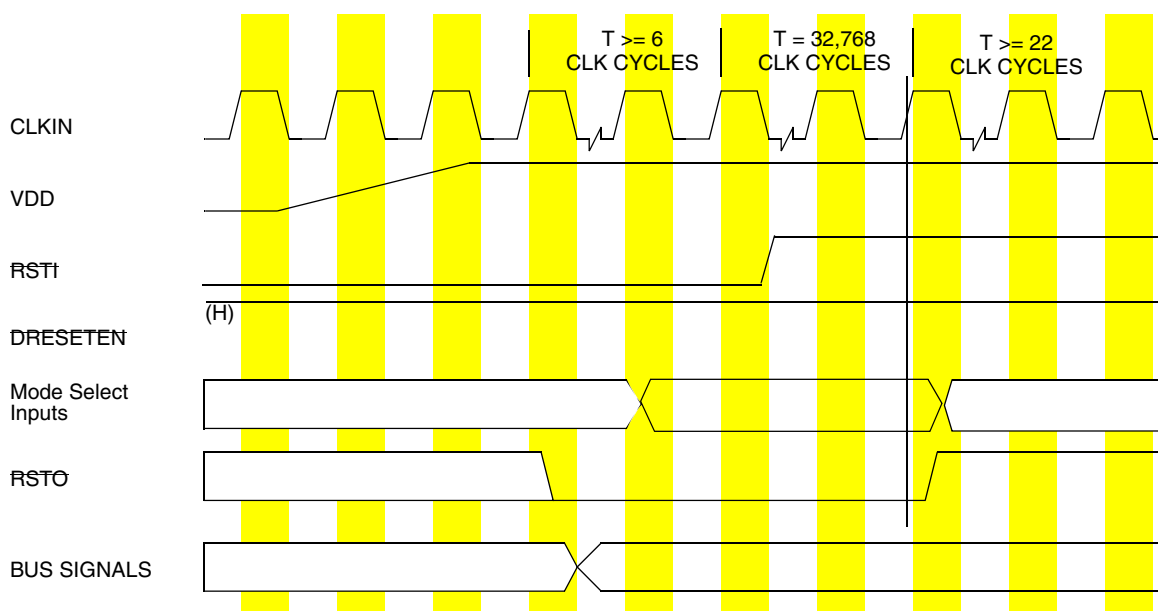 T >= 6
CLK CYCLES
T = 32,768
CLK CYCLES
T >= 22
CLK CYCLES
CLKIN
VDD
RSTI
(H)
DRESETEN
Mode Select
Inputs
RSTO
BUS SIGNALS